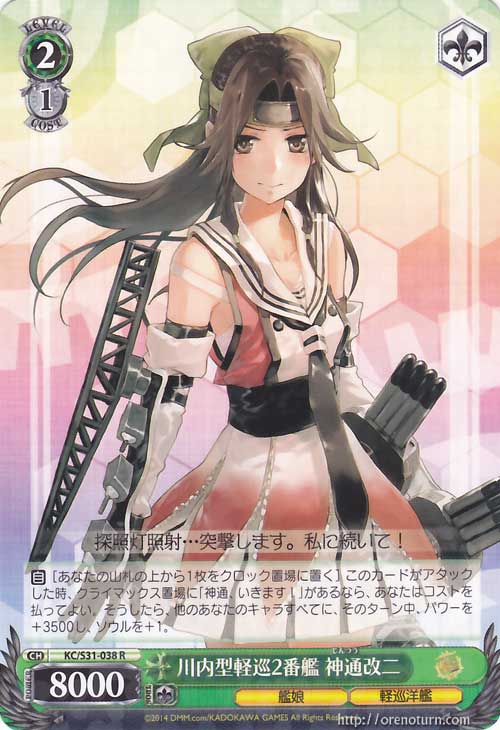 LEVEL
2
1
COST
探照灯照射…突撃します。私に続いて!
自 [あなたの山札の上から1枚をクロック置場に置く] このカードがアタック
した時、クライマックス置場に「神通、いきます!」があるなら、あなたはコストを
払ってよい。そうしたら、他のあなたのキャラすべてに、そのターン中、パワーを
+3500し、ソウルを+1。
CH KC/S31-038 R
じんつう
川内型軽巡2番艦 神通改二
POWER
8000
SOUL
艦娘
軽巡洋艦
©2014 DMM.com/KADOKAWA GAMES All Rights Reserved.
http://orenoturn.com